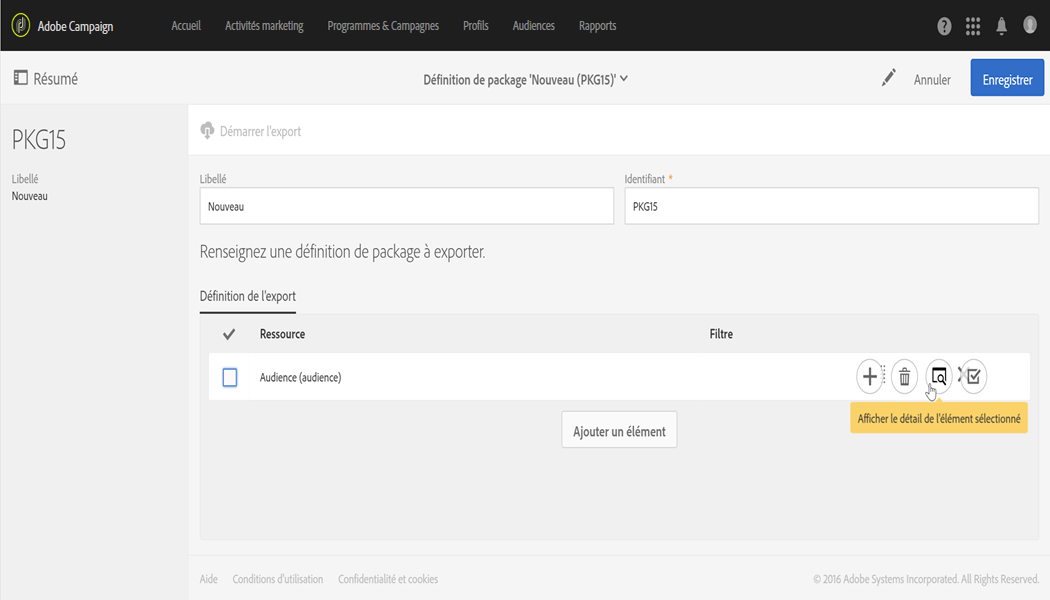 Adobe Campaign
Accueil
Activités marketing
Programmes & Campagnes
Profils
Audiences
Rapports
Résumé
Définition de package 'Nouveau (PKG15)'
Annuler
Enregistrer
PKG15
Libellé
Nouveau
Démarrer l'export
Libellé
Identifiant *
Nouveau
PKG15
Renseignez une définition de package à exporter.
Définition de l'export
Ressource
Filtre
Audience (audience)
Afficher le détail de l'élément sélectionné
Ajouter un élément
Aide
Conditions d'utilisation
Confidentialité et cookies
© 2016 Adobe Systems Incorporated. All Rights Reserved.